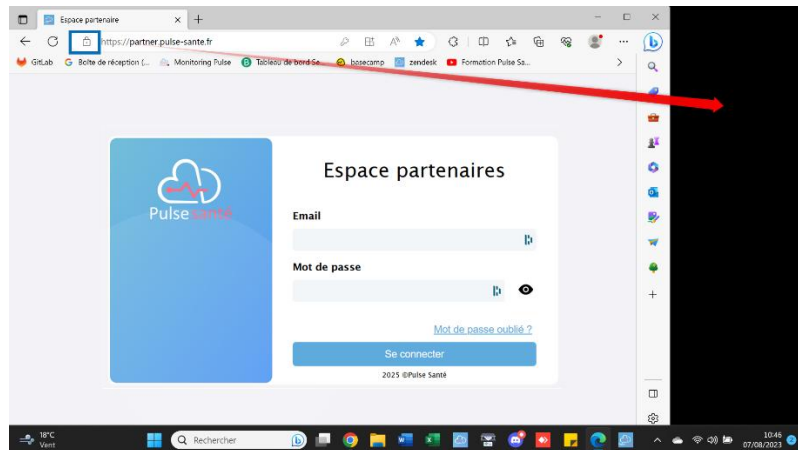 Espace partenaire
https://partner.pulse-sante.fr
GitLab
Boîte de réception (...
Monitoring Pulse
Tableau de bord Se...
basecamp
zendesk
Formation Pulse Sa...
Pulse santé
Espace partenaires
Email
Mot de passe
Mot de passe oublié ?
Se connecter
2025 ©Pulse Santé
18°C
Vent
Rechercher
10:46
07/08/2023
2